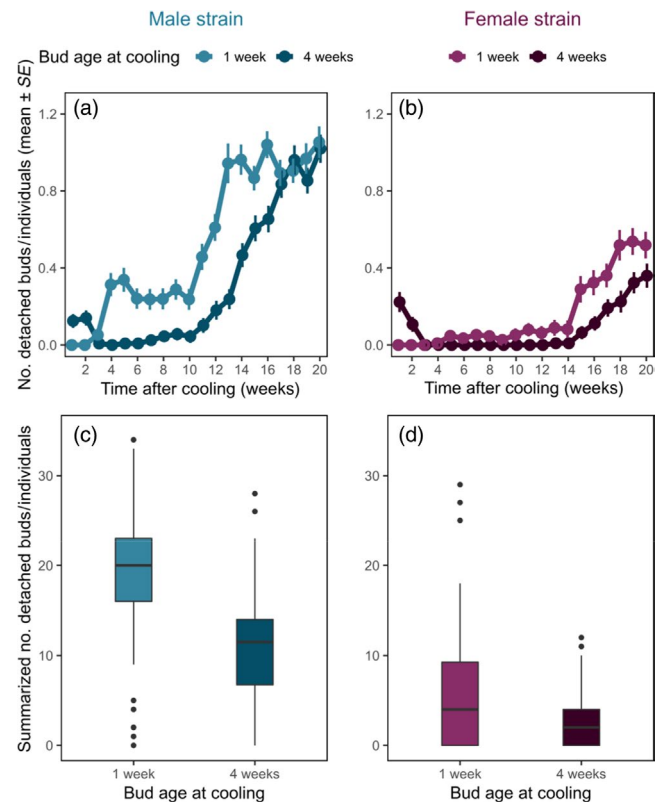 Male strain
Female strain
Bud age at cooling 1 week 4 weeks
1 week 4 weeks
No. detached buds/individuals (mean ± SE)
(a)
1.2
0.8
0.4
0.0
2 4 6 8 10 12 14 16 18 20
Time after cooling (weeks)
(b)
1.2
0.8
0.4
0.0
2 4 6 8 10 12 14 16 18 20
Time after cooling (weeks)
Summarized no. detached buds/individuals
(c)
30
20
10
0
1 week 4 weeks
Bud age at cooling
(d)
30
20
10
0
1 week 4 weeks
Bud age at cooling